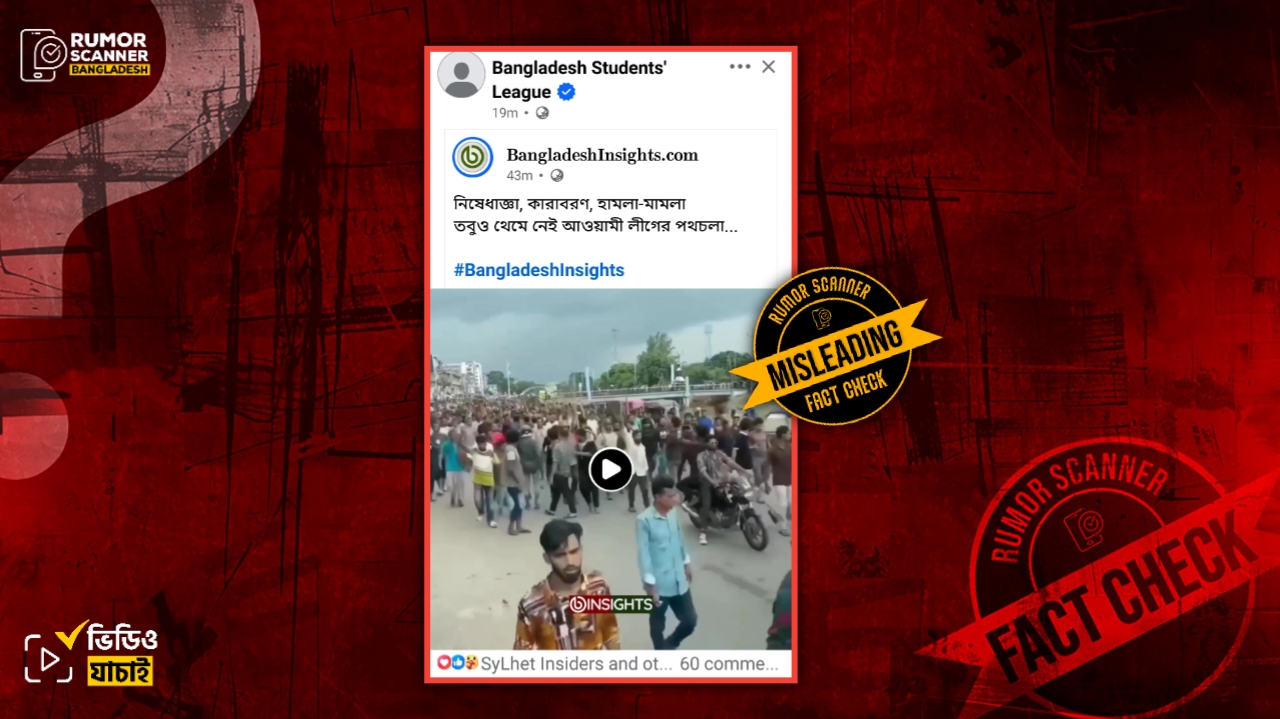 RUMOR
SCANNER
BANGLADESH
Bangladesh Students'
League
19m
BangladeshInsights.com
43m
নিষেধাজ্ঞা, কারাবরণ, হামলা-মামলা
তবুও থেমে নেই আওয়ামী লীগের পথচলা...
#BangladeshInsights
RUMOR SCANNER
MISLEADING
FACT CHECK
INSIGHTS
SyLhet Insiders and ot... 60 comme...
RUMOR SCANNER
FACT CHECK
ভিডিও
যাচাই